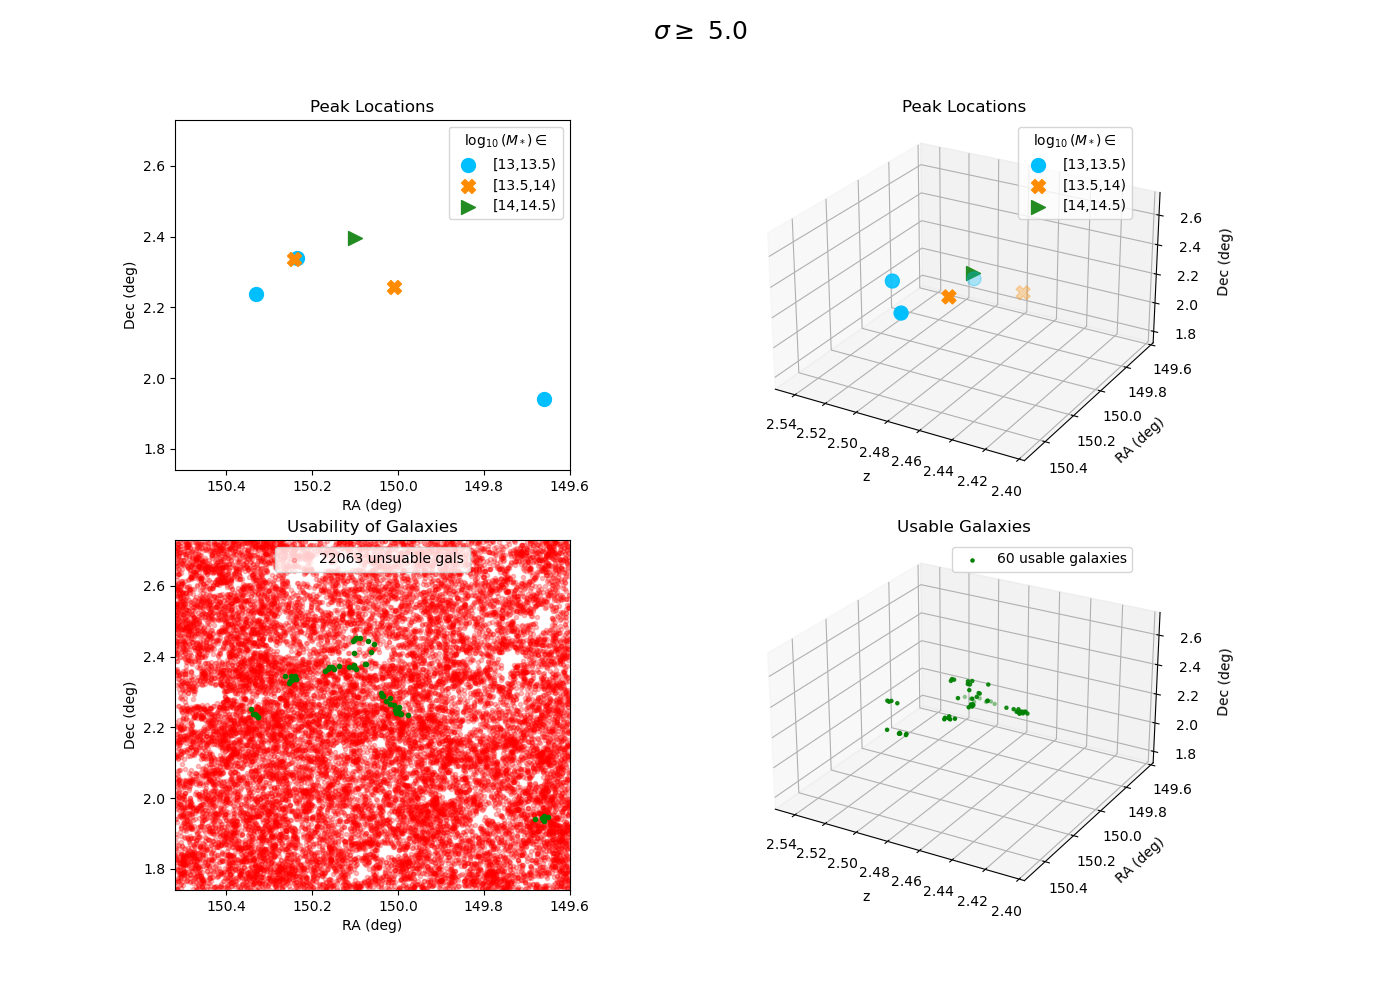 σ ≥ 5.0
Peak Locations
log₁₀(M*) ∈
[13,13.5)
[13.5,14)
[14,14.5)
2.6
2.4
2.2
2.0
1.8
Dec (deg)
150.4 150.2 150.0 149.8 149.6
RA (deg)
Peak Locations
log₁₀(M*) ∈
[13,13.5)
[13.5,14)
[14,14.5)
2.6
2.4
2.2
2.0
1.8
Dec (deg)
149.6
149.8
150.0
150.2
150.4
RA (deg)
2.54 2.52 2.50 2.48 2.46 2.44 2.42 2.40
z
Usability of Galaxies
22063 unsuable gals
2.6
2.4
2.2
2.0
1.8
Dec (deg)
150.4 150.2 150.0 149.8 149.6
RA (deg)
Usable Galaxies
60 usable galaxies
2.6
2.4
2.2
2.0
1.8
Dec (deg)
149.6
149.8
150.0
150.2
150.4
RA (deg)
2.54 2.52 2.50 2.48 2.46 2.44 2.42 2.40
z